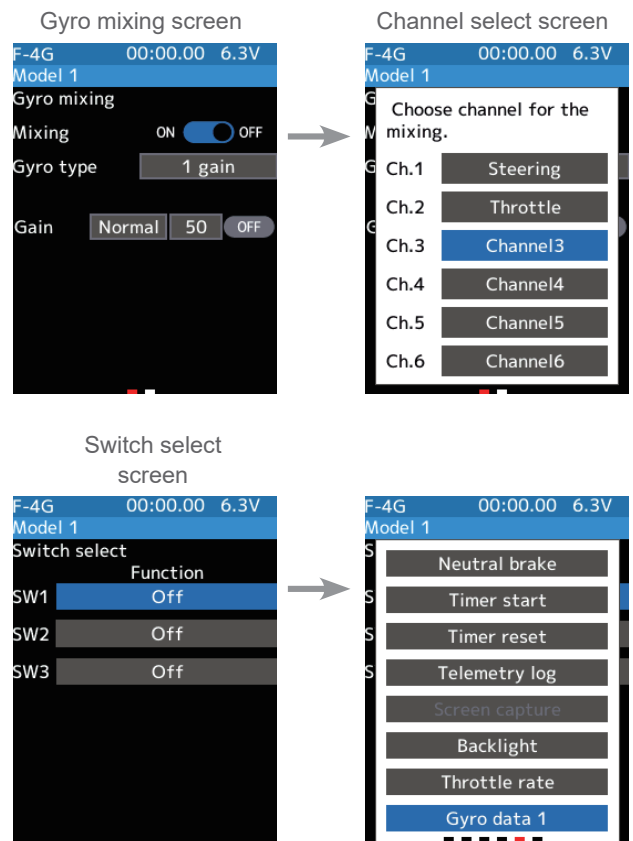 Gyro mixing screen
F-4G 00:00.00 6.3V
Model 1
Gyro mixing
Mixing ON OFF
Gyro type 1 gain
Gain Normal 50 OFF
Channel select screen
F-4G 00:00.00 6.3V
Model 1
Choose channel for the
mixing.
Ch.1 Steering
Ch.2 Throttle
Ch.3 Channel3
Ch.4 Channel4
Ch.5 Channel5
Ch.6 Channel6
Switch select
screen
F-4G 00:00.00 6.3V
Model 1
Switch select
Function
SW1 Off
SW2 Off
SW3 Off
F-4G 00:00.00 6.3V
Model 1
Neutral brake
Timer start
Timer reset
Telemetry log
Screen capture
Backlight
Throttle rate
Gyro data 1